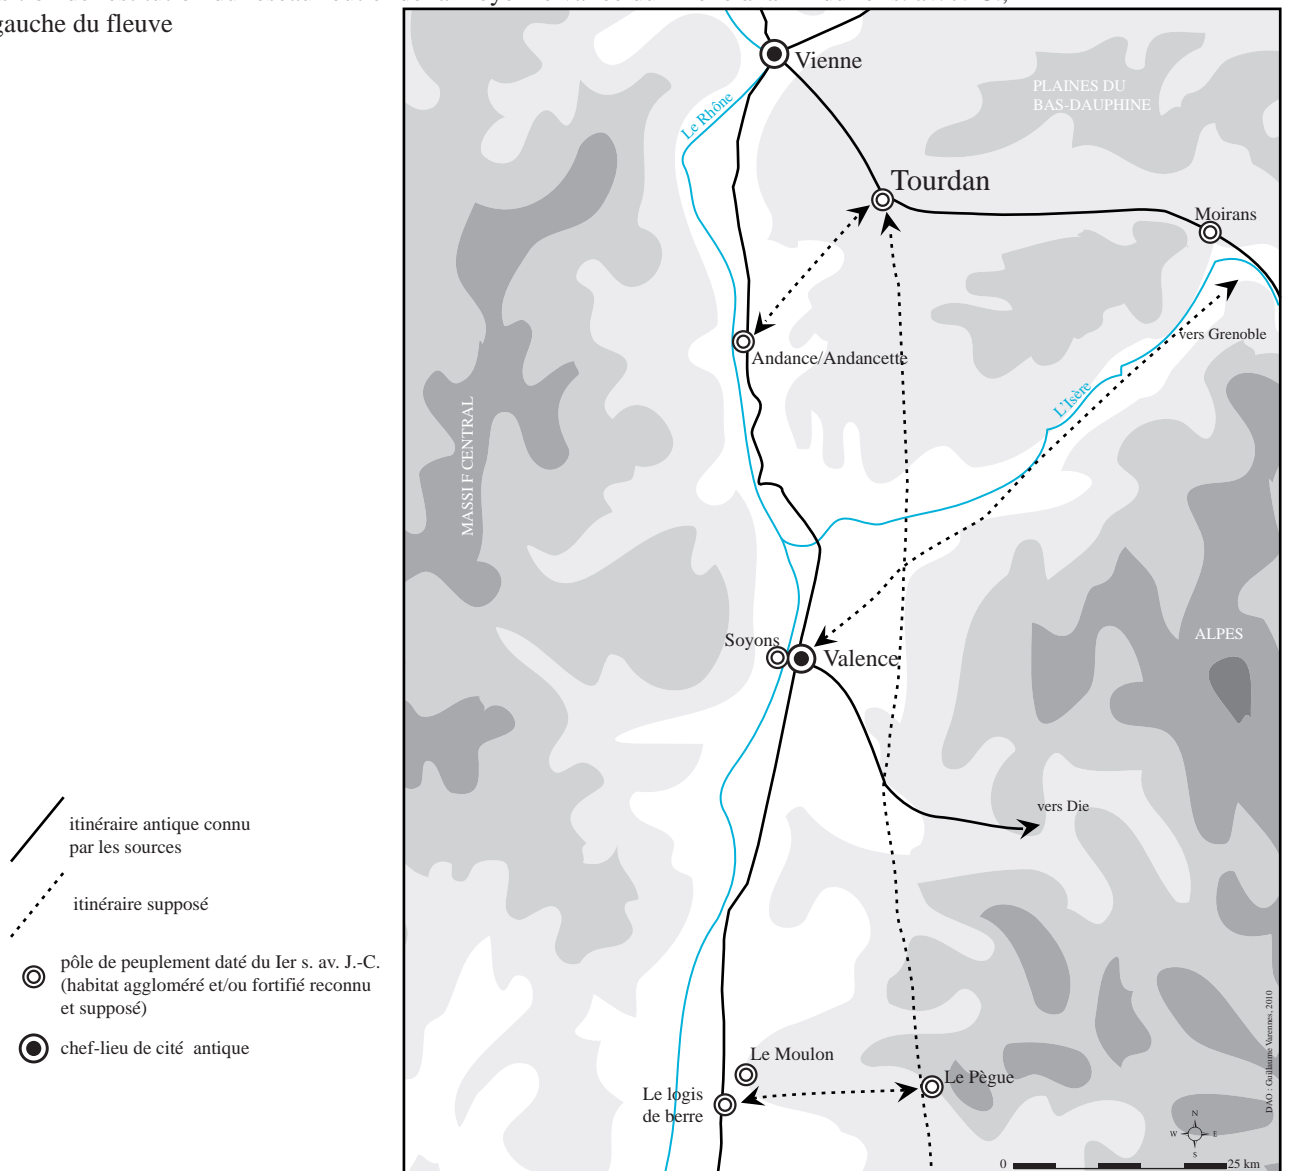 gauche du fleuve
Vienne
PLAINES DU
BAS-DAUPHINE
Le Rhône
Tourdan
Moirans
vers Grenoble
Andance/Andancette
L'Isère
MASSIF CENTRAL
ALPES
Soyons
Valence
vers Die
itinéraire antique connu
par les sources
itinéraire supposé
pôle de peuplement daté du Ier s. av. J.-C.
(habitat aggloméré et/ou fortifié reconnu
et supposé)
chef-lieu de cité antique
Le Moulon
Le logis
de berre
Le Pègue
DAO : Guillaume Varennes, 2010
N
W
E
S
0
25 km